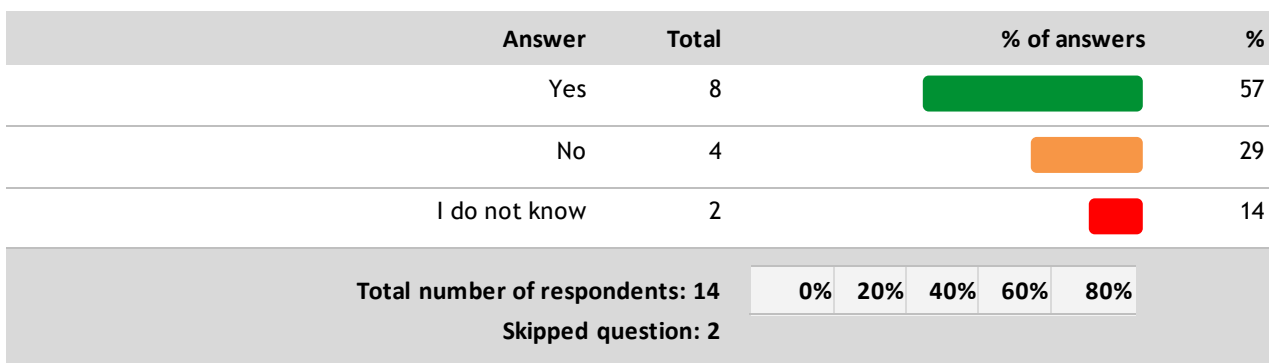 Answer Total % of answers %
Yes 8 57
No 4 29
I do not know 2 14
Total number of respondents: 14 0% 20% 40% 60% 80%
Skipped question: 2